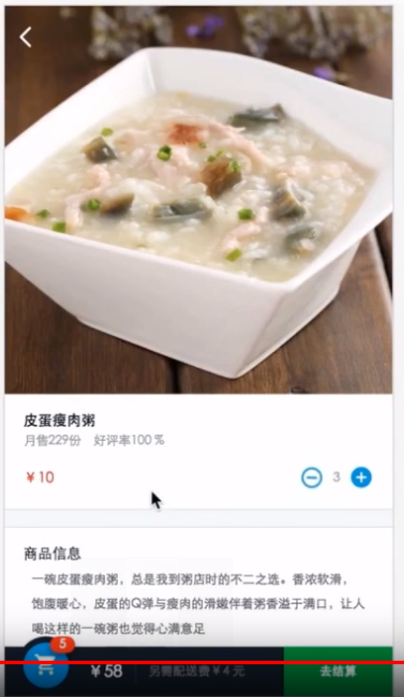 皮蛋瘦肉粥
月售229份 好评率100%
￥10 3
商品信息
一碗皮蛋瘦肉粥，总是我到粥店时的不二之选。香浓软滑，
饱腹暖心，皮蛋的Q弹与瘦肉的滑嫩伴着粥香溢于满口，让人
喝这样的一碗粥也觉得心满意足
5
￥58 另需配送费￥4元 去结算